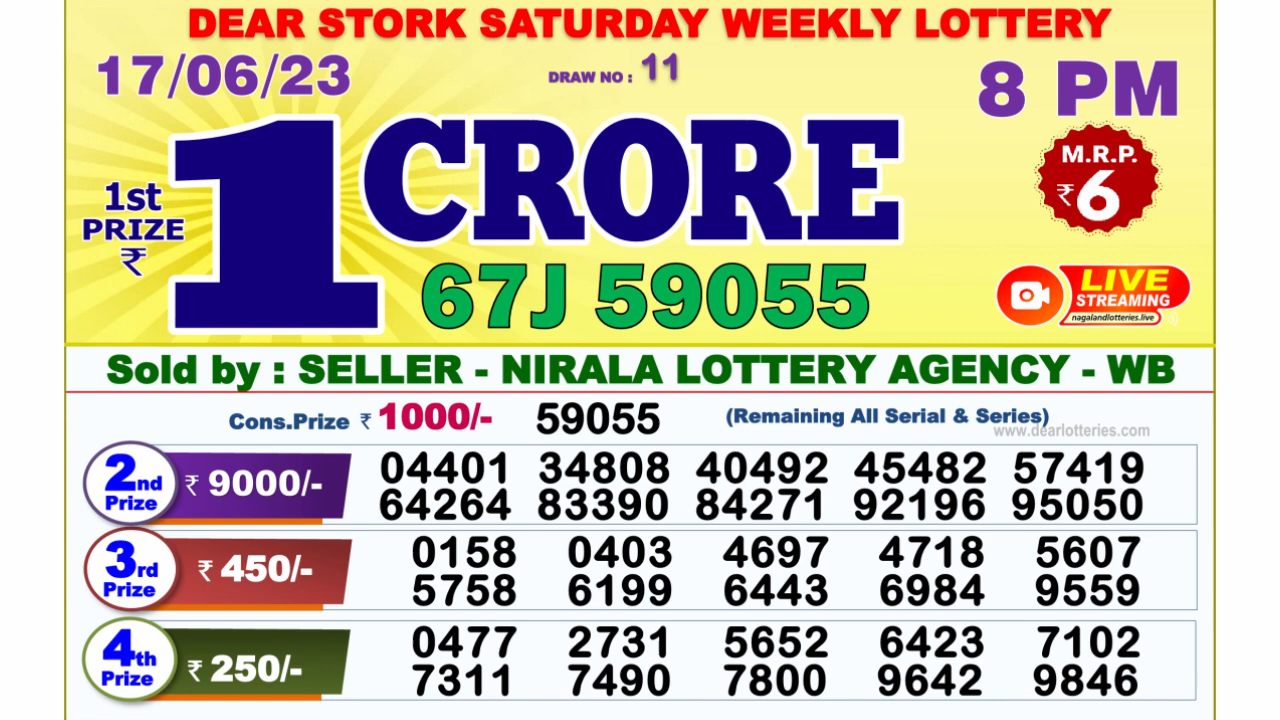 DEAR STORK SATURDAY WEEKLY LOTTERY
17/06/23
DRAW NO : 11
8 PM
1st
PRIZE
₹
1 CRORE
M.R.P.
₹ 6
67J 59055
LIVE
STREAMING
nagalandlotteries.live
Sold by : SELLER - NIRALA LOTTERY AGENCY - WB
Cons.Prize ₹ 1000/- 59055 (Remaining All Serial & Series)
www.dearlotteries.com
2nd Prize ₹ 9000/-
04401 34808 40492 45482 57419
64264 83390 84271 92196 95050
3rd Prize ₹ 450/-
0158 0403 4697 4718 5607
5758 6199 6443 6984 9559
4th Prize ₹ 250/-
0477 2731 5652 6423 7102
7311 7490 7800 9642 9846